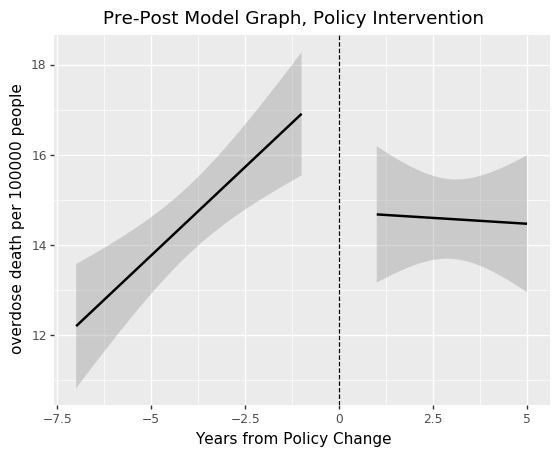 Pre-Post Model Graph, Policy Intervention
overdose death per 100000 people
18
16
14
12
−7.5 −5 −2.5 0 2.5 5
Years from Policy Change